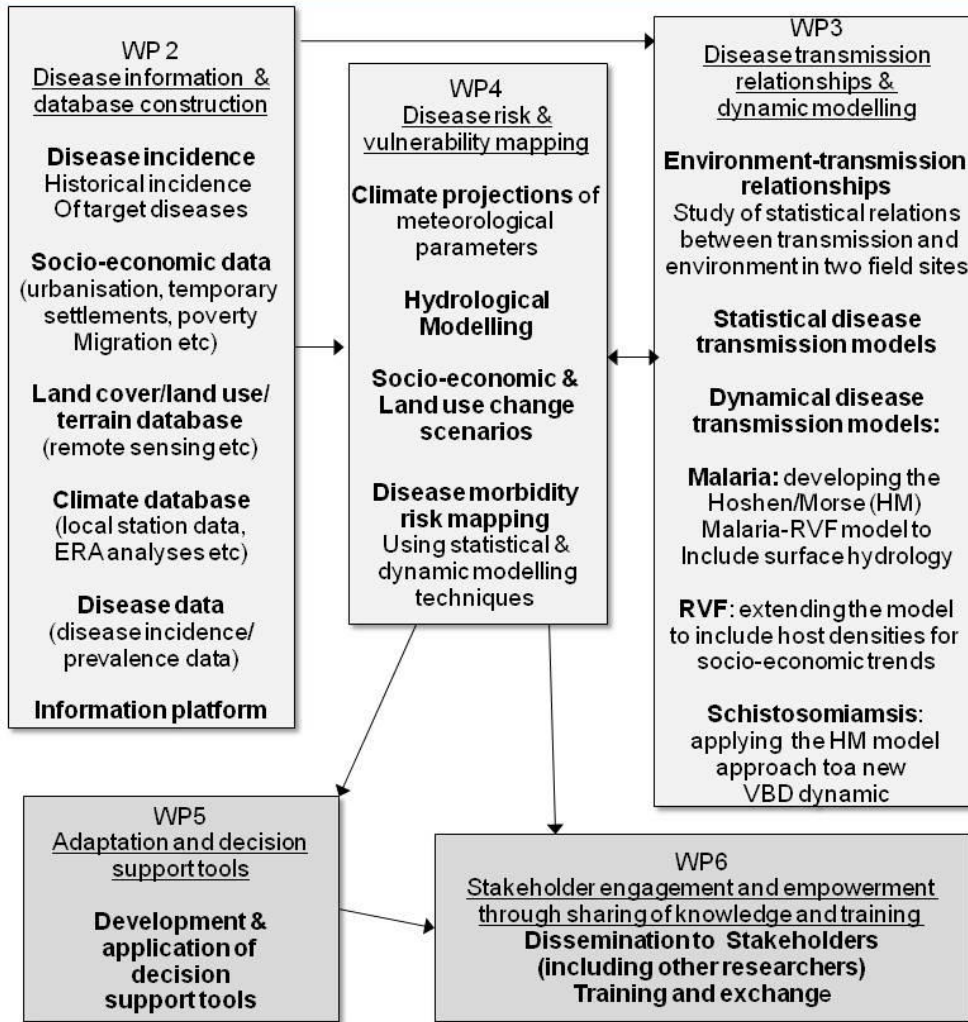 WP 2
Disease information &
database construction
Disease incidence
Historical incidence
Of target diseases
Socio-economic data
(urbanisation, temporary
settlements, poverty
Migration etc)
Land cover/land use/
terrain database
(remote sensing etc)
Climate database
(local station data,
ERA analyses etc)
Disease data
(disease incidence/
prevalence data)
Information platform
WP4
Disease risk &
vulnerability mapping
Climate projections of
meteorological
parameters
Hydrological
Modelling
Socio-economic &
Land use change
scenarios
Disease morbidity
risk mapping
Using statistical &
dynamic modelling
techniques
WP3
Disease transmission
relationships &
dynamic modelling
Environment-transmission
relationships
Study of statistical relations
between transmission and
environment in two field sites
Statistical disease
transmission models
Dynamical disease
transmission models:
Malaria: developing the
Hoshen/Morse (HM)
Malaria-RVF model to
Include surface hydrology
RVF: extending the model
to include host densities for
socio-economic trends
Schistosomiamsis:
applying the HM model
approach toa new
VBD dynamic
WP5
Adaptation and decision
support tools
Development &
application of
decision
support tools
WP6
Stakeholder engagement and empowerment
through sharing of knowledge and training
Dissemination to Stakeholders
(including other researchers)
Training and exchange